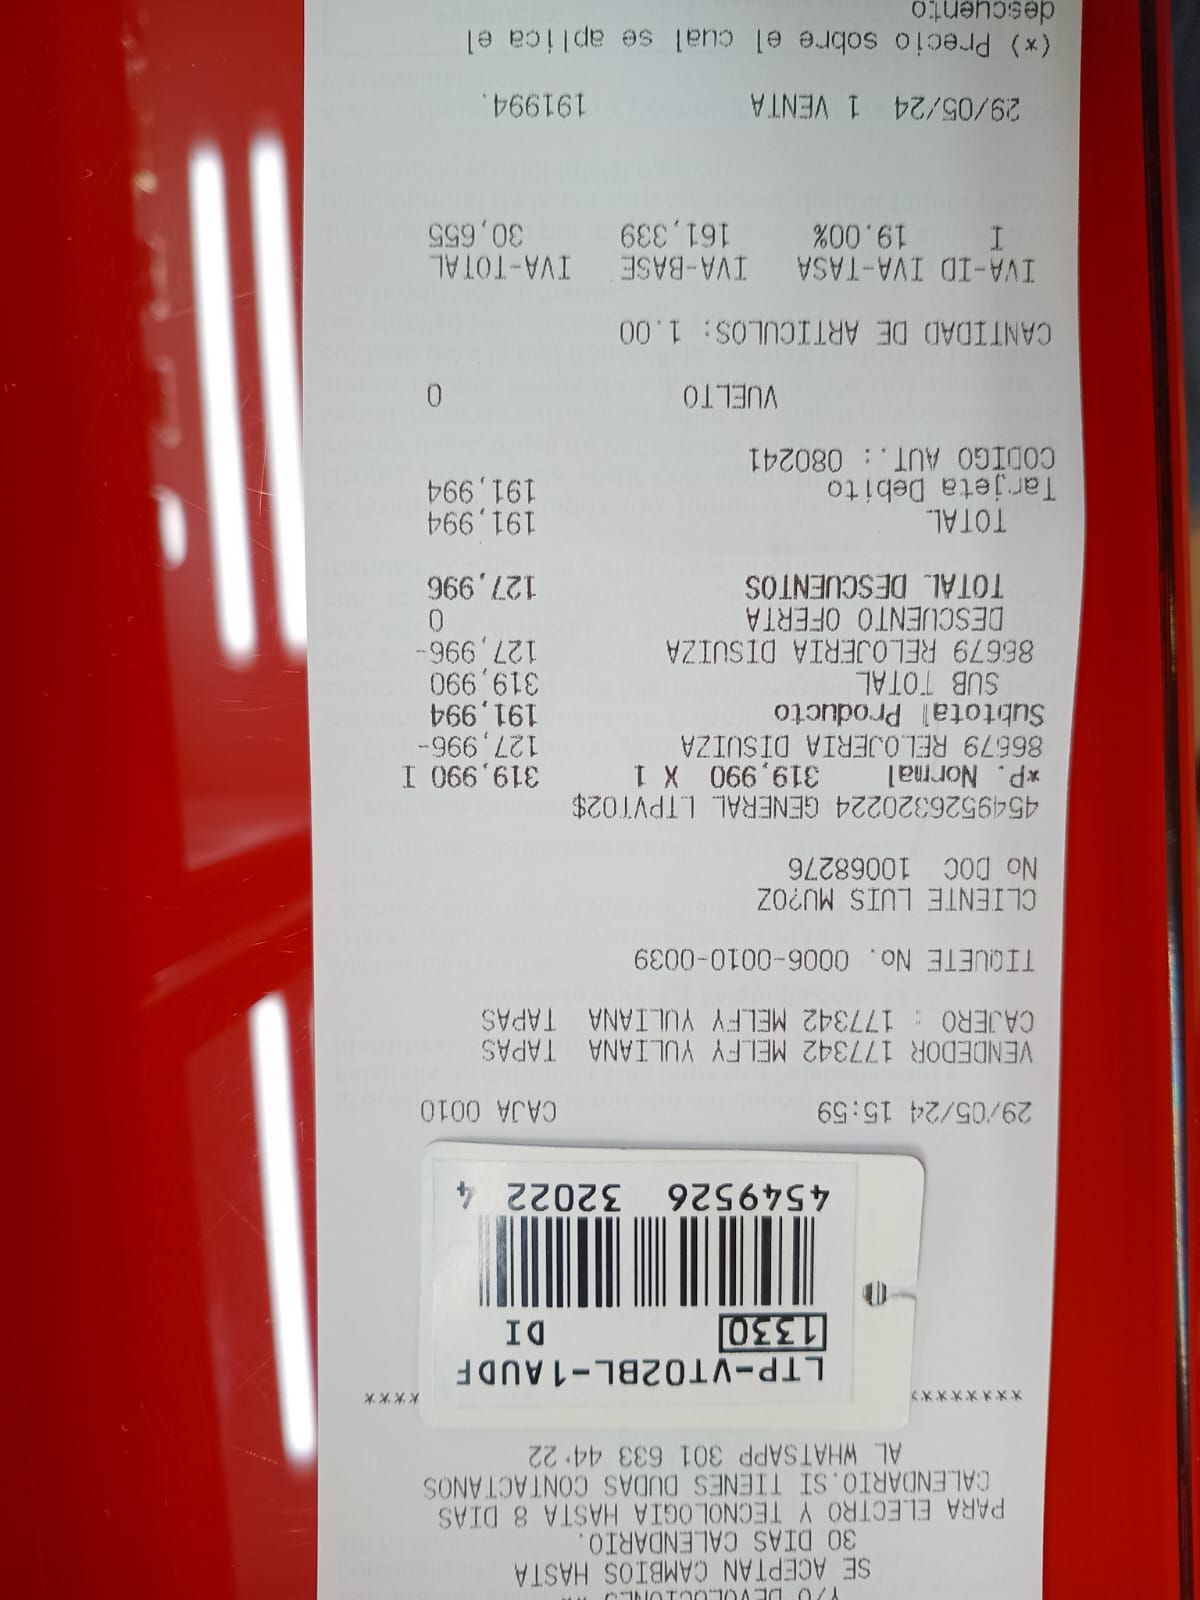 Y/O DEVOLUCIONES **
SE ACEPTAN CAMBIOS HASTA
30 DIAS CALENDARIO.
PARA ELECTRO Y TECNOLOGIA HASTA 8 DIAS
CALENDARIO.SI TIENES DUDAS CONTACTANOS
AL WHATSAPP 301 633 44·22
********* ****
LTP-VT02BL-1AUDF
1330 DI
4549526 32022 4
29/05/24 15:59 CAJA 0010
VENDEDOR 177342 MELFY YULIANA TAPAS
CAJERO : 177342 MELFY YULIANA TAPAS
TIQUETE No. 0006-0010-0039
CLIENTE LUIS MU?OZ
No DOC 10068276
4549526320224 GENERAL LTPVT02$
*P. Normal 319,990 X 1 319,990 I
86679 RELOJERIA DISUIZA 127,996-
Subtotal Producto 191,994
SUB TOTAL 319,990
86679 RELOJERIA DISUIZA 127,996-
DESCUENTO OFERTA 0
TOTAL DESCUENTOS 127,996
TOTAL 191,994
Tarjeta Debito 191,994
CODIGO AUT.: 080241
VUELTO 0
CANTIDAD DE ARTICULOS: 1.00
IVA-ID IVA-TASA IVA-BASE IVA-TOTAL
I 19.00% 161,339 30,655
29/05/24 1 VENTA 191994.
(*) Precio sobre el cual se aplica el
descuento